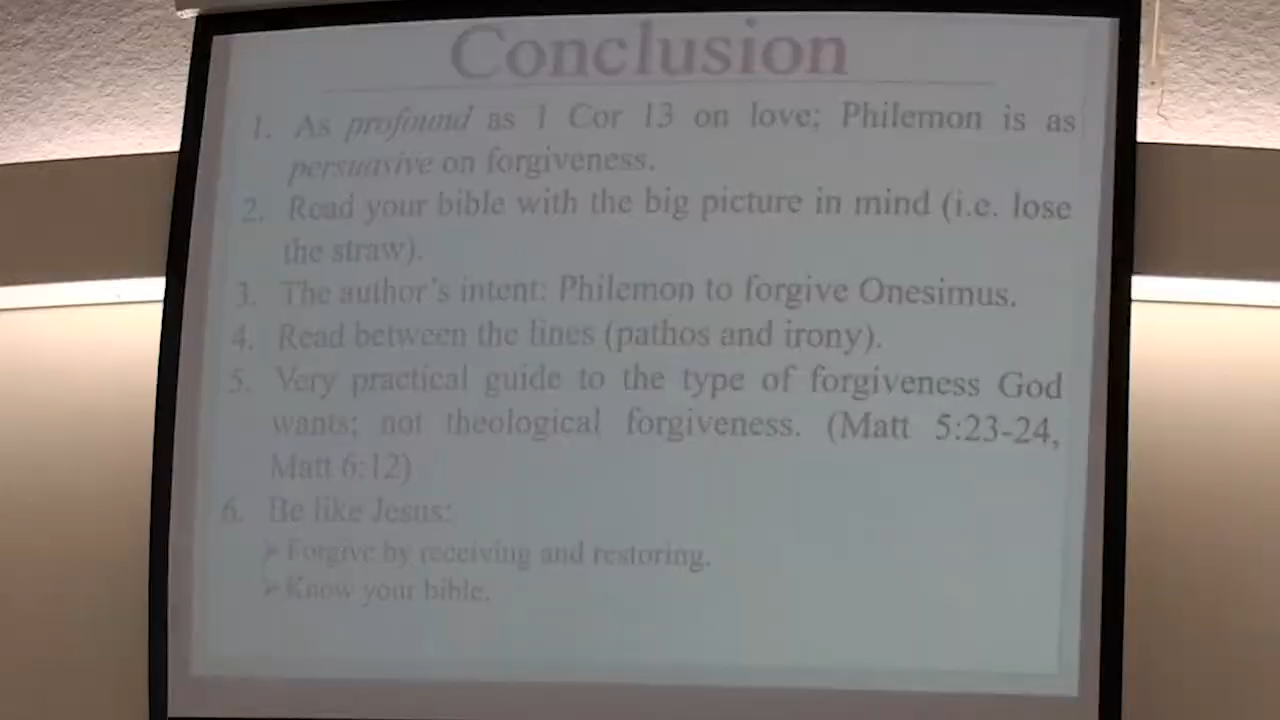 Conclusion
1. As profound as 1 Cor 13 on love; Philemon is as
persuasive on forgiveness.
2. Read your bible with the big picture in mind (i.e. lose
the straw).
3. The author's intent: Philemon to forgive Onesimus.
4. Read between the lines (pathos and irony).
5. Very practical guide to the type of forgiveness God
wants; not theological forgiveness. (Matt 5:23-24,
Matt 6:12)
6. Be like Jesus:
➢ Forgive by receiving and restoring.
➢ Know your bible.